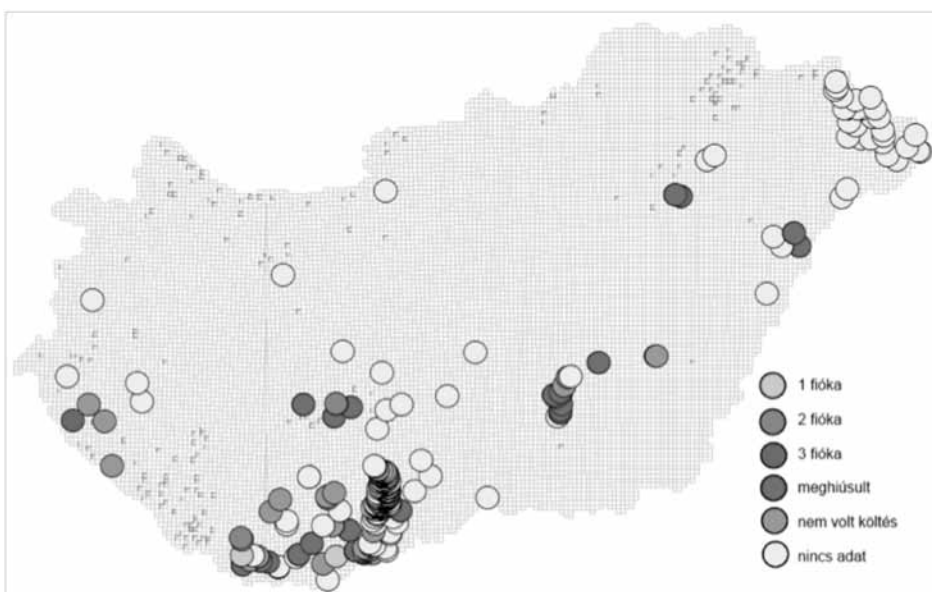 1 fióka
2 fióka
3 fióka
meghiúsult
nem volt költés
nincs adat